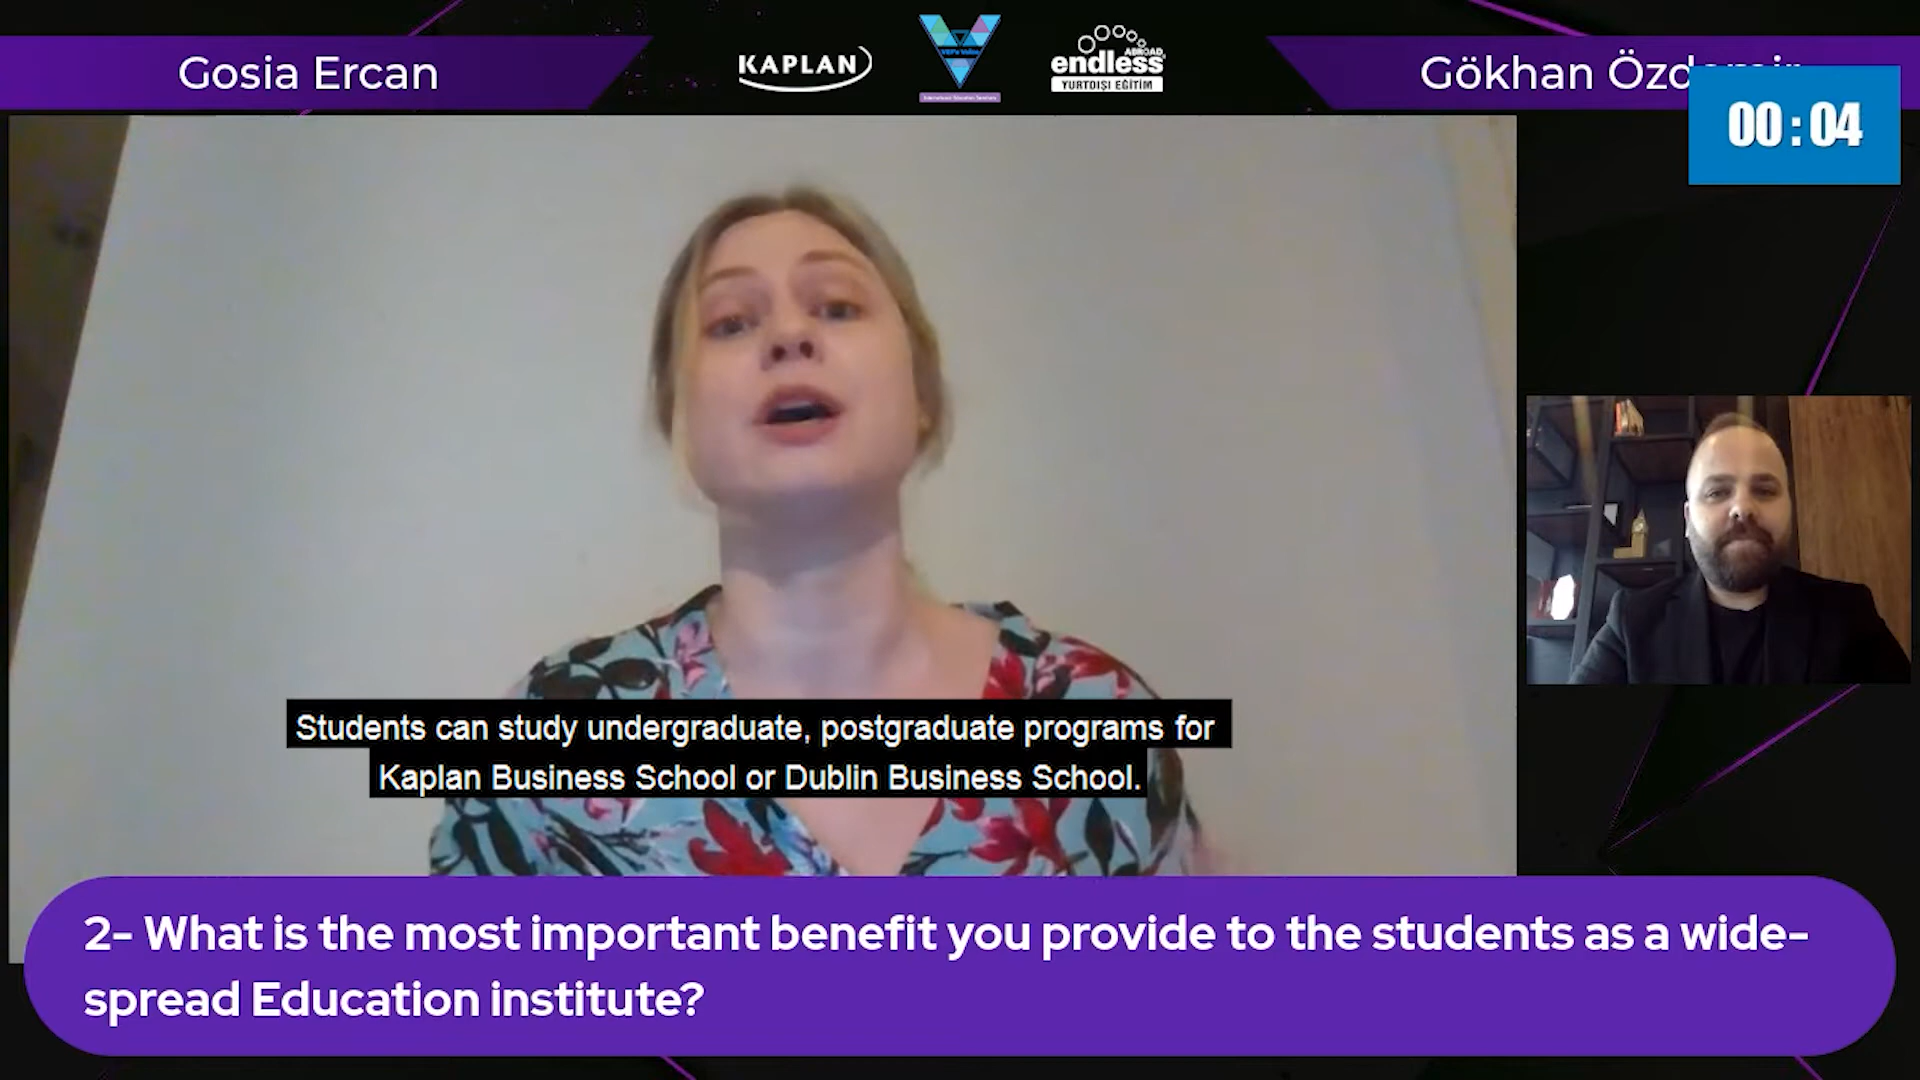 Gosia Ercan
KAPLAN
ABROAD
endless
YURTDIŞI EĞİTİM
Gökhan
00:04
Students can study undergraduate, postgraduate programs for
Kaplan Business School or Dublin Business School.
2- What is the most important benefit you provide to the students as a wide-
spread Education institute?